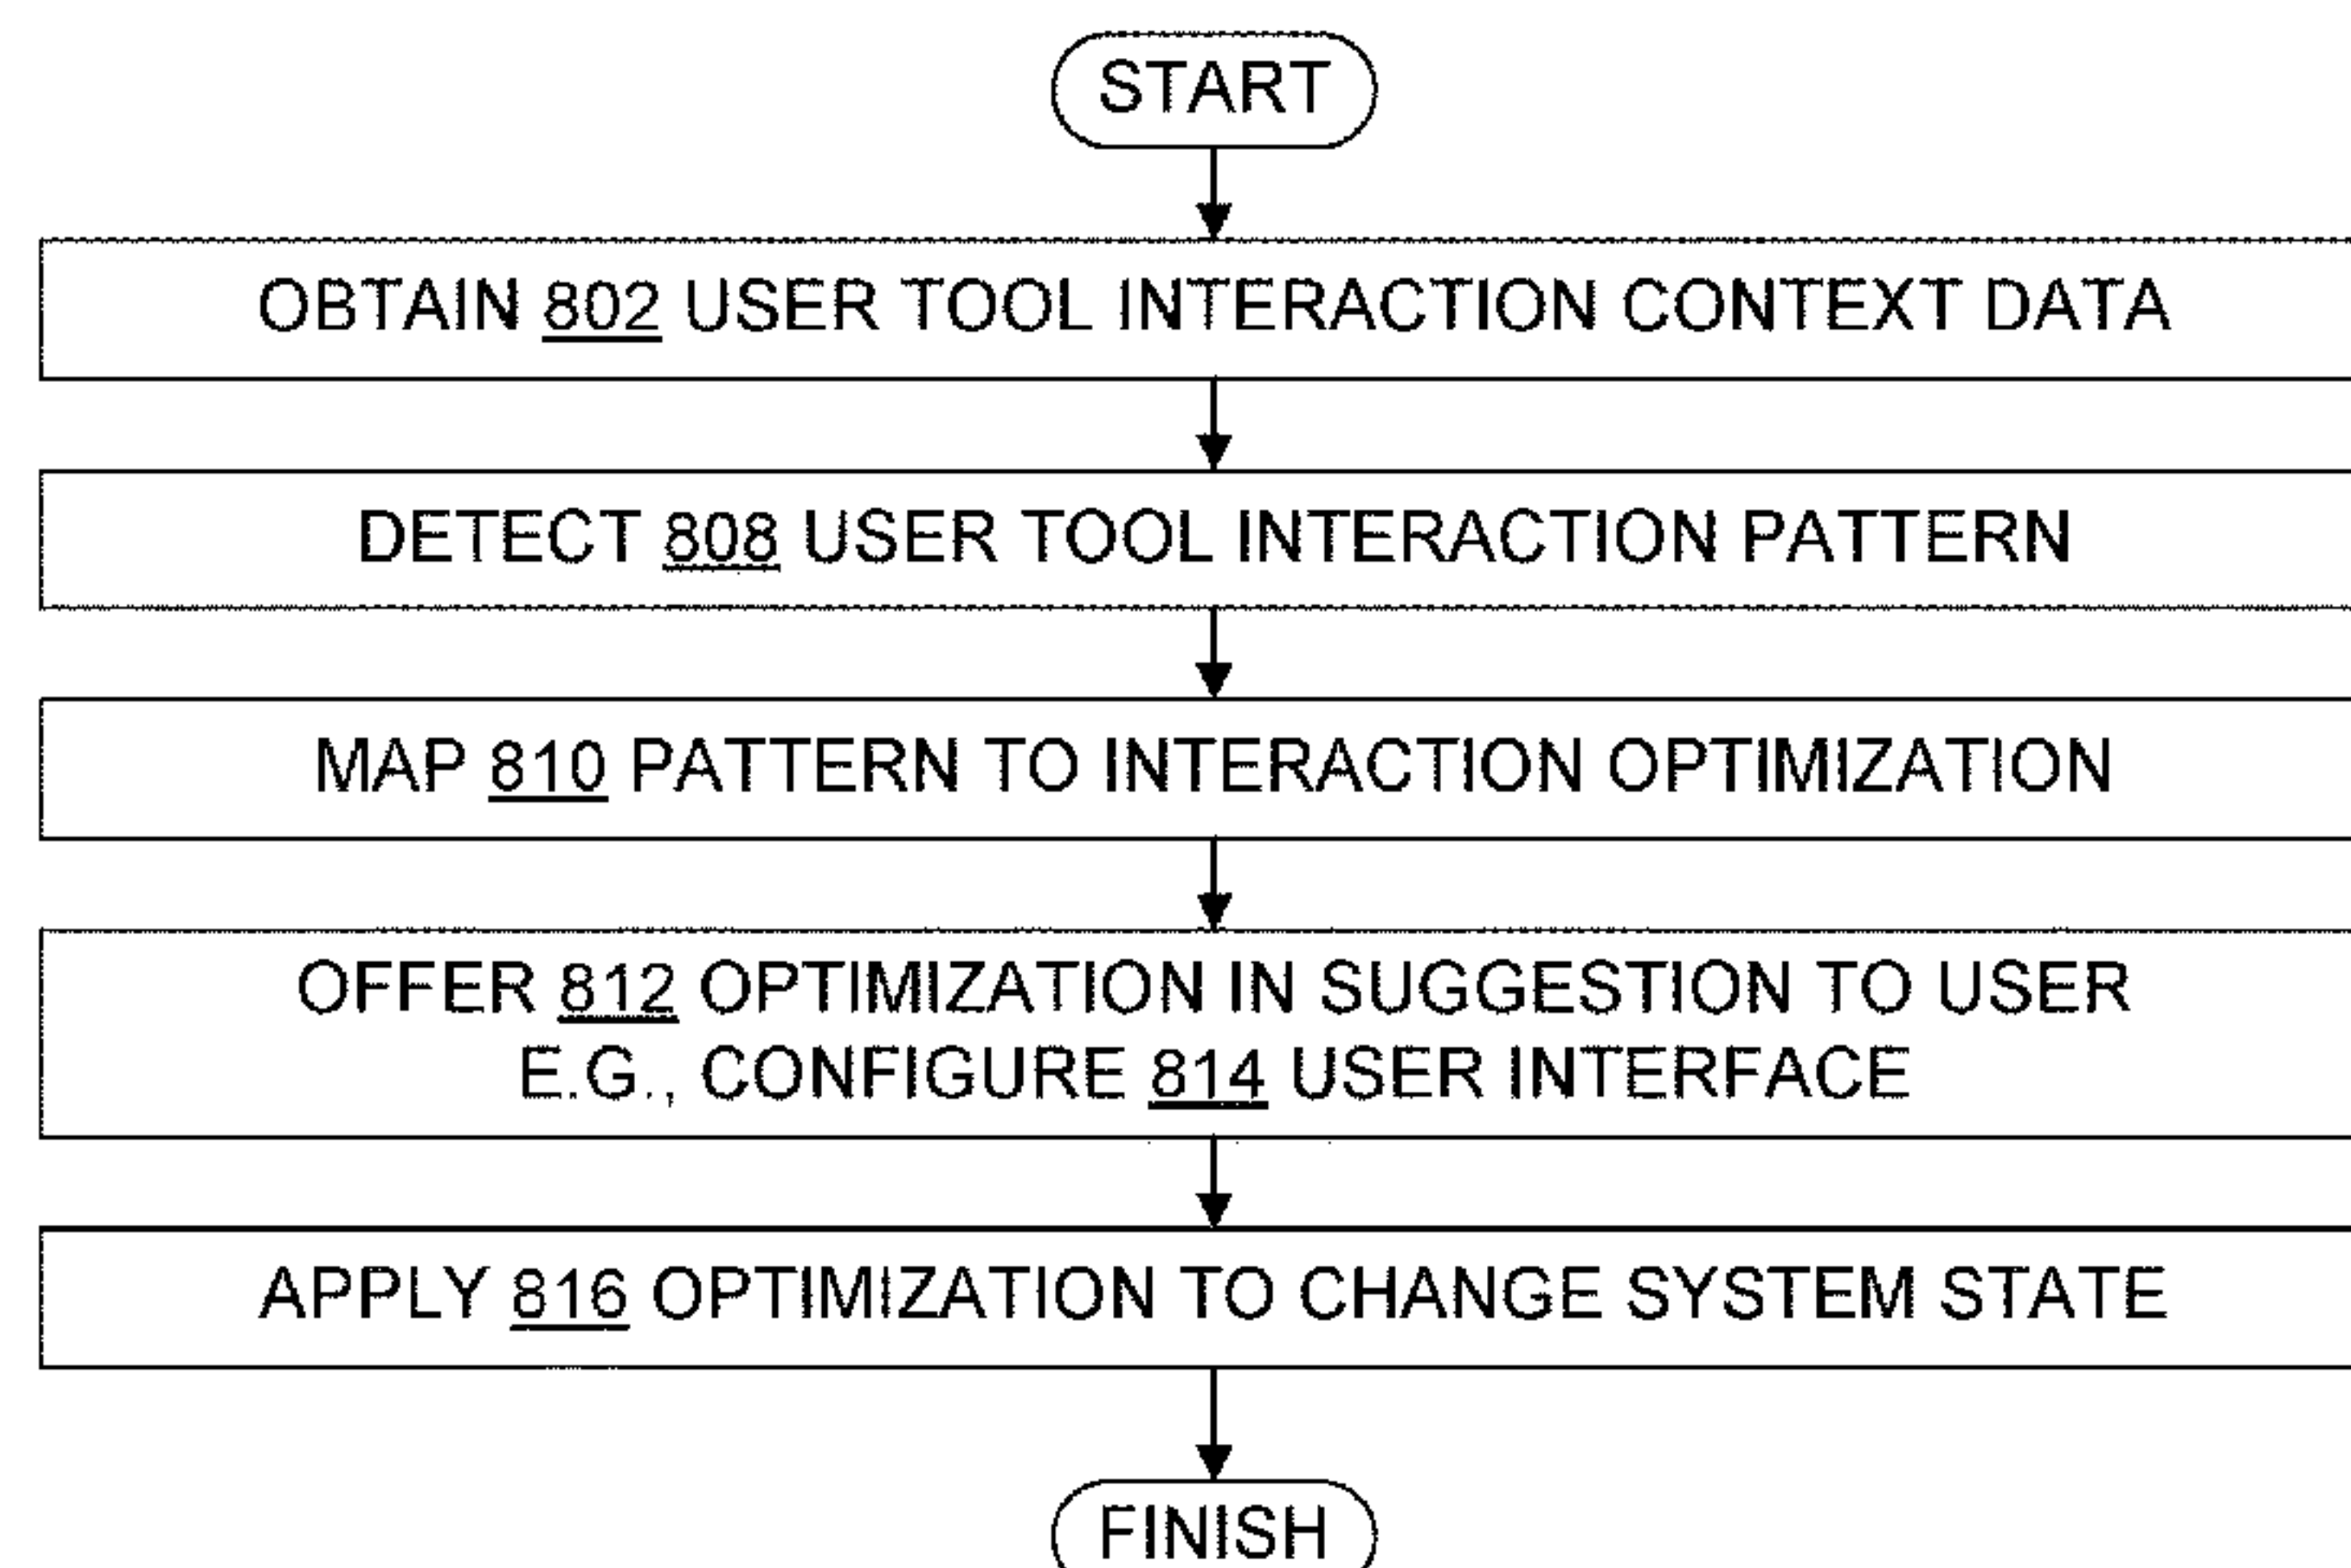 START
OBTAIN 802 USER TOOL INTERACTION CONTEXT DATA
DETECT 808 USER TOOL INTERACTION PATTERN
MAP 810 PATTERN TO INTERACTION OPTIMIZATION
OFFER 812 OPTIMIZATION IN SUGGESTION TO USER
E.G., CONFIGURE 814 USER INTERFACE
APPLY 816 OPTIMIZATION TO CHANGE SYSTEM STATE
FINISH